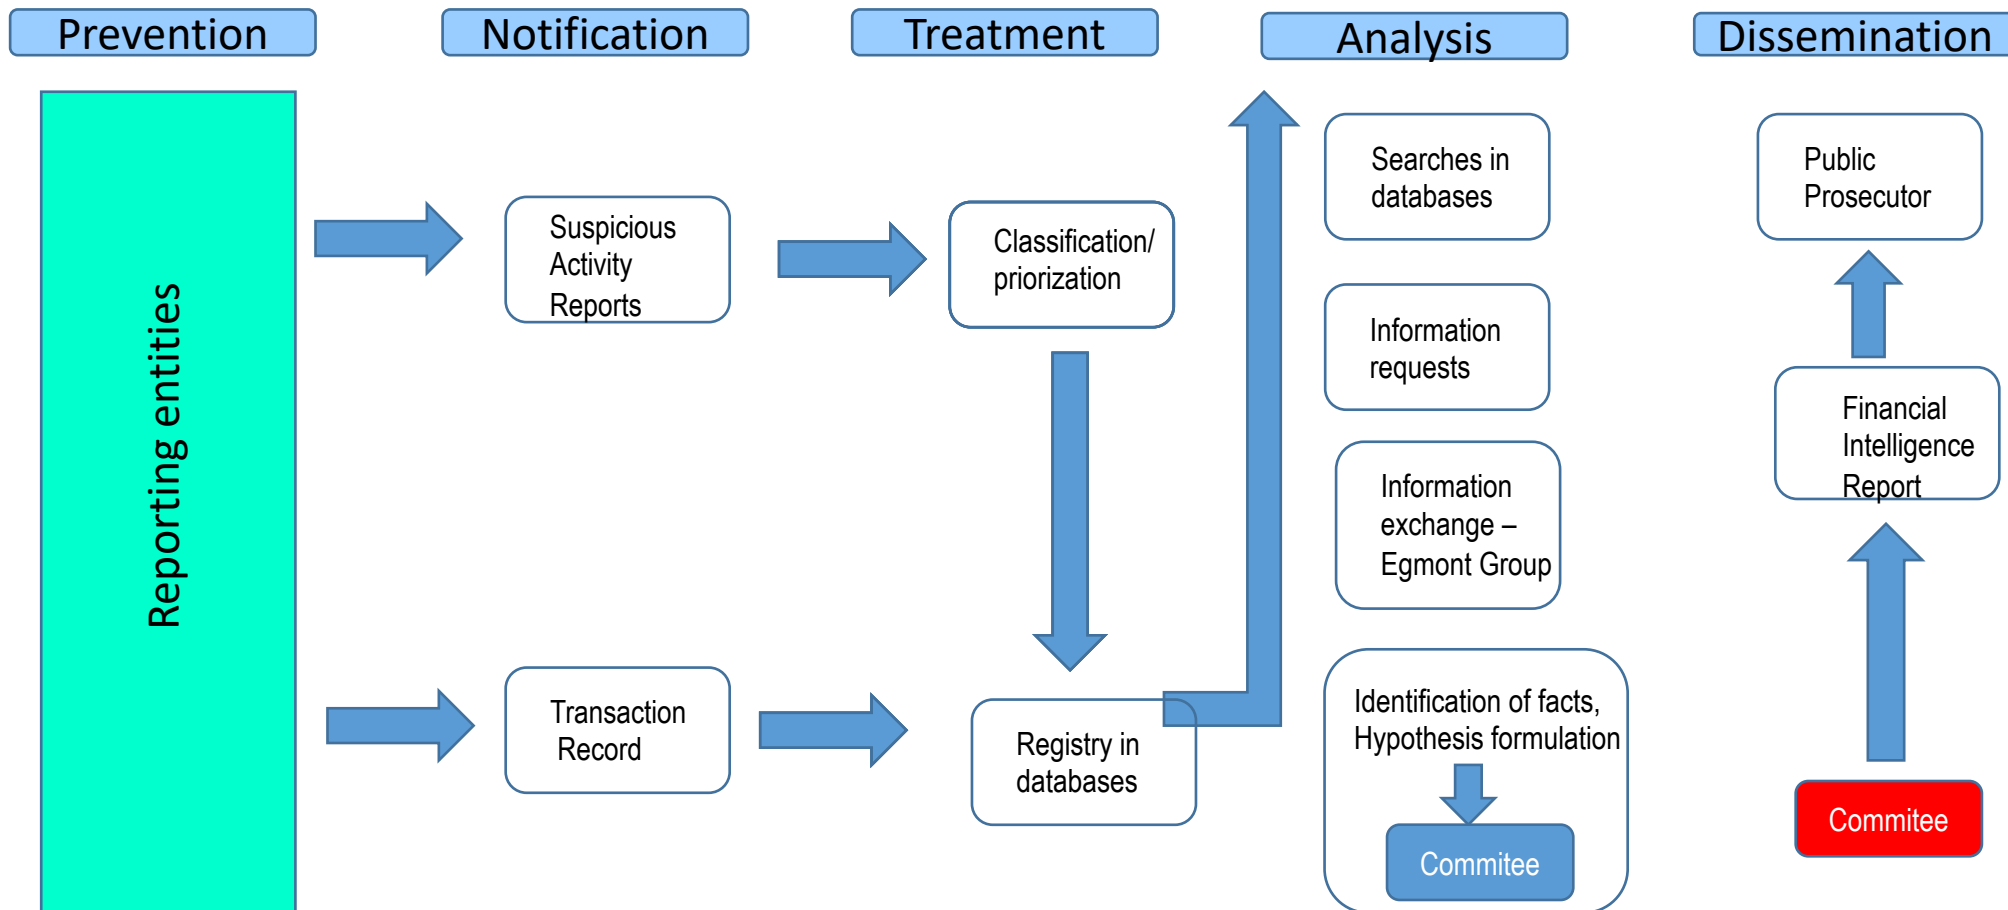 Prevention
Notification
Treatment
Analysis
Dissemination
Reporting entities
Suspicious
Activity
Reports
Transaction
Record
Classification/
priorization
Registry in
databases
Searches in
databases
Information
requests
Information
exchange –
Egmont Group
Identification of facts,
Hypothesis formulation
Commitee
Public
Prosecutor
Financial
Intelligence
Report
Commitee